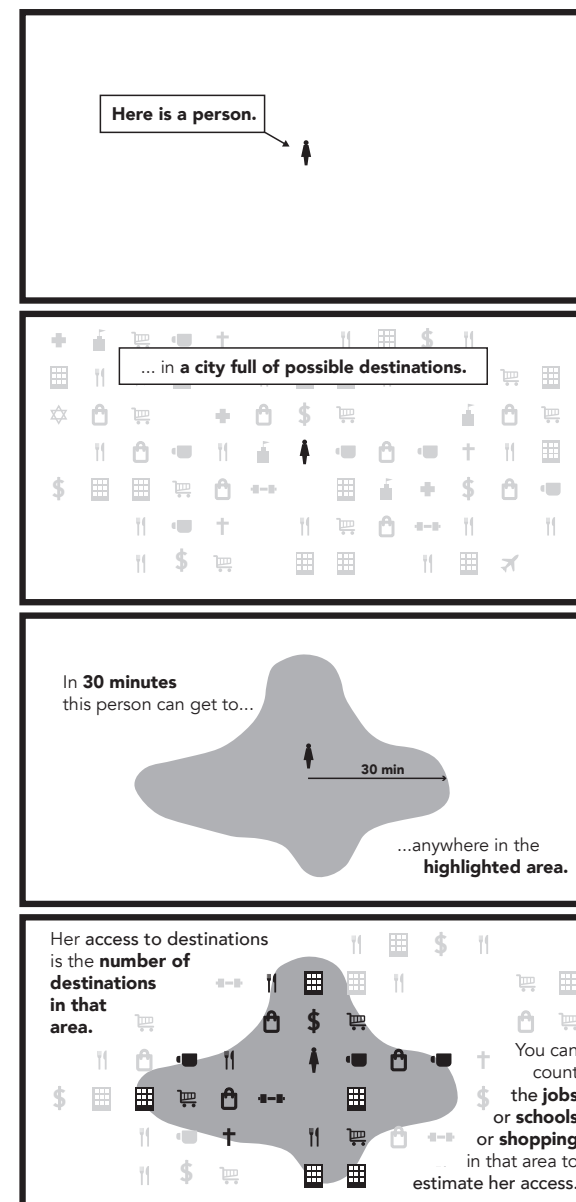 Here is a person.
... in a city full of possible destinations.
In 30 minutes
this person can get to...
30 min
...anywhere in the
highlighted area.
Her access to destinations
is the number of
destinations
in that
area.
You can
count
the jobs
or schools
or shopping
in that area to
estimate her access.